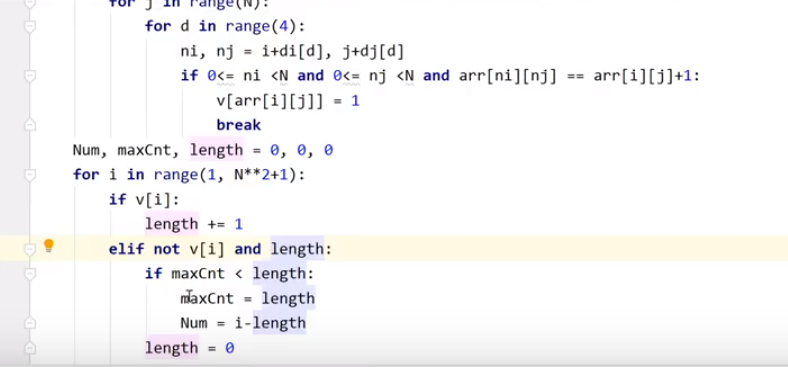 for j in range(N):
for d in range(4):
ni, nj = i+di[d], j+dj[d]
if 0<= ni <N and 0<= nj <N and arr[ni][nj] == arr[i][j]+1:
v[arr[i][j]] = 1
break
Num, maxCnt, length = 0, 0, 0
for i in range(1, N**2+1):
if v[i]:
length += 1
elif not v[i] and length:
if maxCnt < length:
maxCnt = length
Num = i-length
length = 0